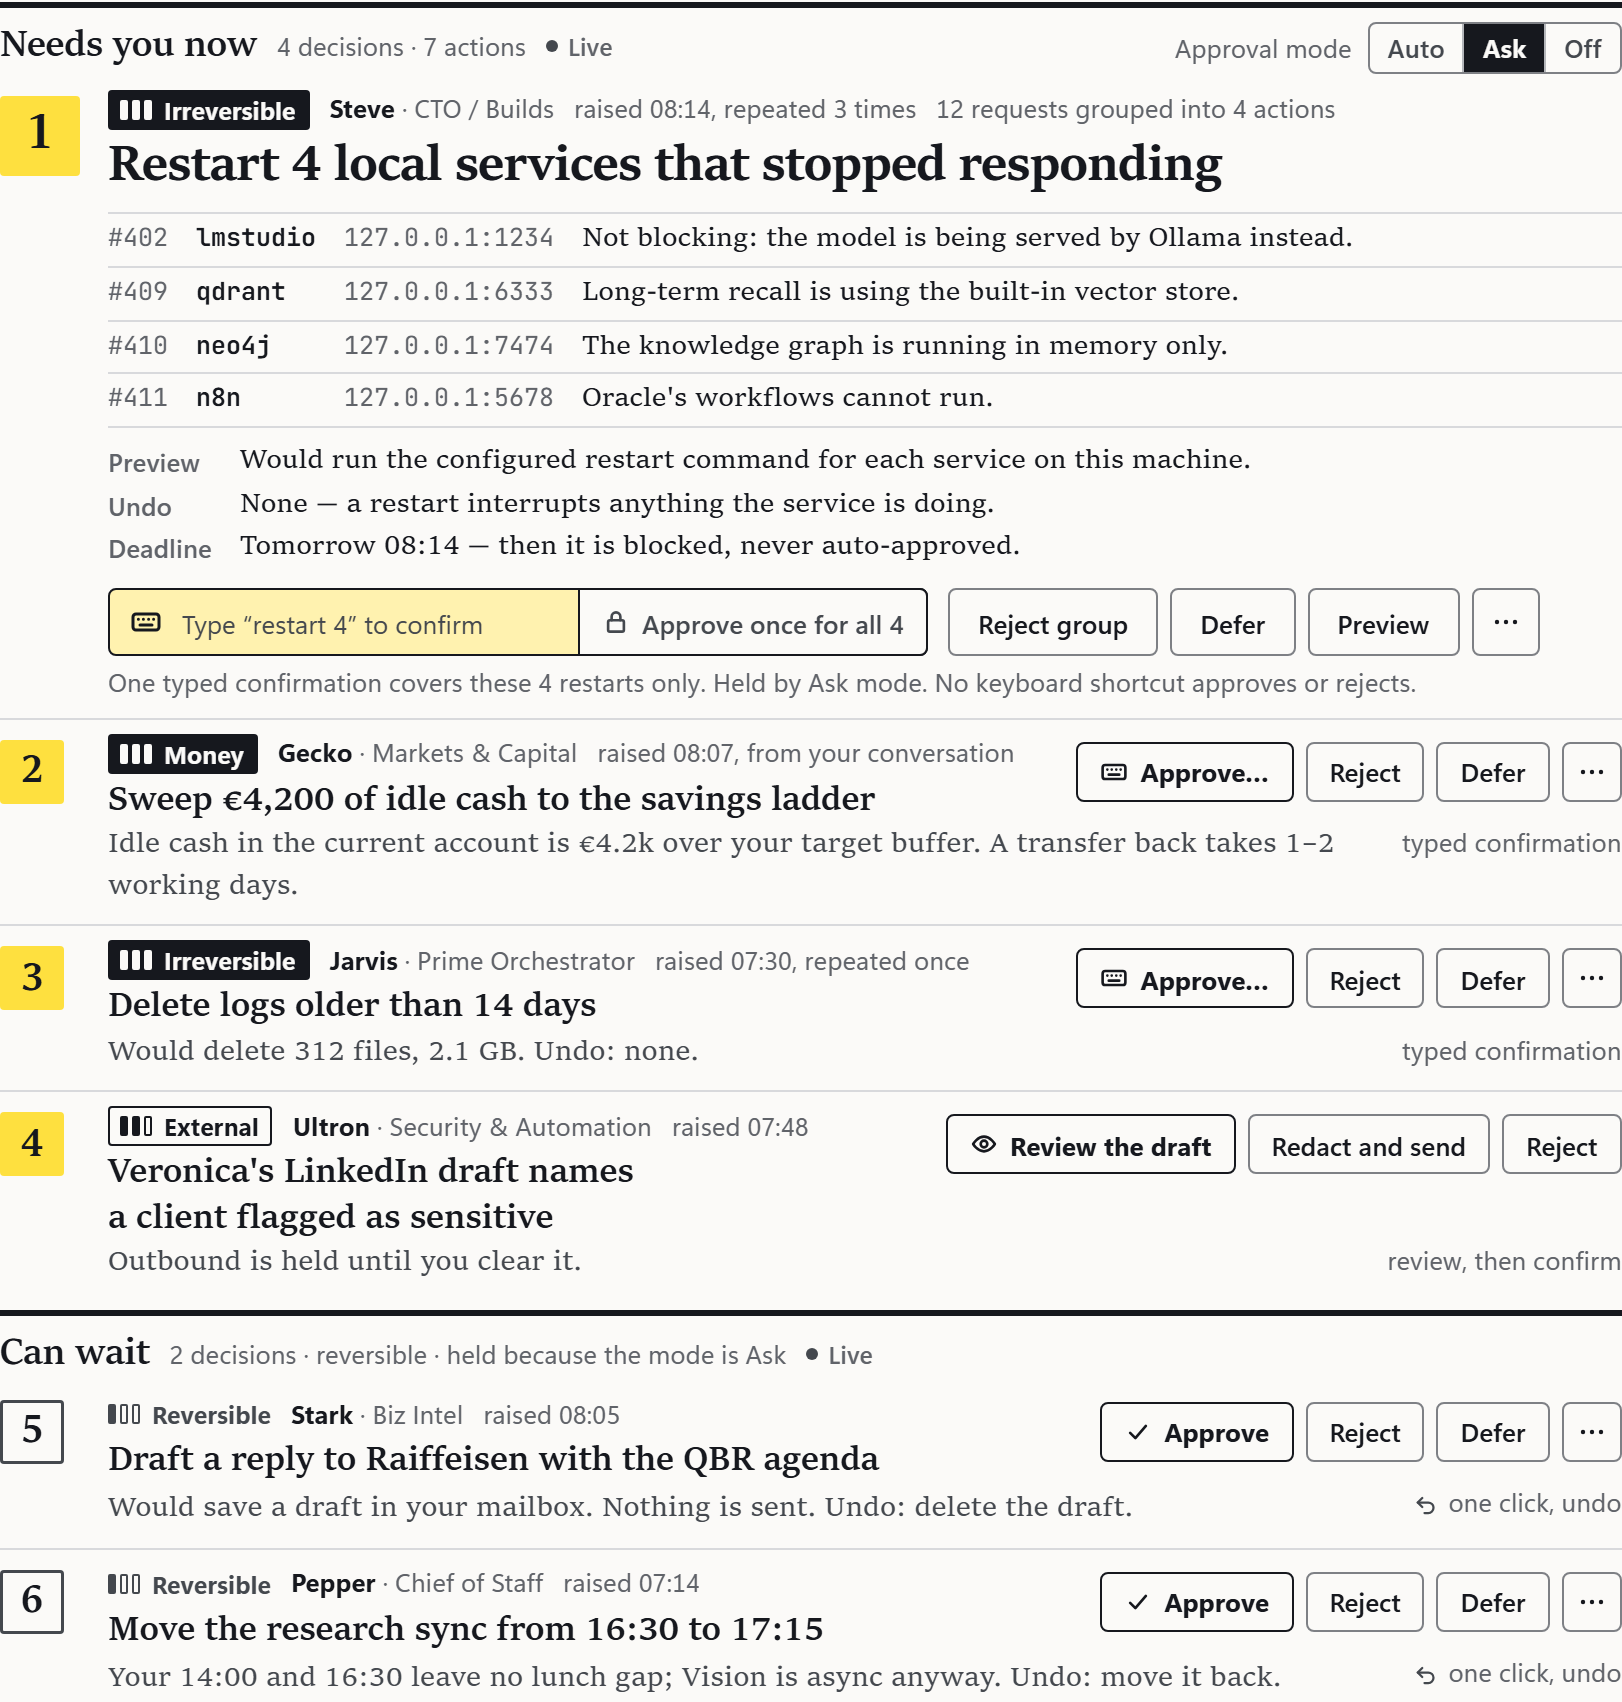 Needs you now 4 decisions · 7 actions ● Live Approval mode Auto Ask Off
1 Irreversible Steve · CTO / Builds raised 08:14, repeated 3 times 12 requests grouped into 4 actions
Restart 4 local services that stopped responding
#402 lmstudio 127.0.0.1:1234 Not blocking: the model is being served by Ollama instead.
#409 qdrant 127.0.0.1:6333 Long-term recall is using the built-in vector store.
#410 neo4j 127.0.0.1:7474 The knowledge graph is running in memory only.
#411 n8n 127.0.0.1:5678 Oracle's workflows cannot run.
Preview Would run the configured restart command for each service on this machine.
Undo None — a restart interrupts anything the service is doing.
Deadline Tomorrow 08:14 — then it is blocked, never auto-approved.
Type “restart 4” to confirm Approve once for all 4 Reject group Defer Preview ···
One typed confirmation covers these 4 restarts only. Held by Ask mode. No keyboard shortcut approves or rejects.
2 Money Gecko · Markets & Capital raised 08:07, from your conversation Approve... Reject Defer ···
Sweep €4,200 of idle cash to the savings ladder
Idle cash in the current account is €4.2k over your target buffer. A transfer back takes 1–2 typed confirmation
working days.
3 Irreversible Jarvis · Prime Orchestrator raised 07:30, repeated once Approve... Reject Defer ···
Delete logs older than 14 days
Would delete 312 files, 2.1 GB. Undo: none. typed confirmation
4 External Ultron · Security & Automation raised 07:48 Review the draft Redact and send Reject
Veronica's LinkedIn draft names
a client flagged as sensitive
Outbound is held until you clear it. review, then confirm
Can wait 2 decisions · reversible · held because the mode is Ask ● Live
5 Reversible Stark · Biz Intel raised 08:05 Approve Reject Defer ···
Draft a reply to Raiffeisen with the QBR agenda
Would save a draft in your mailbox. Nothing is sent. Undo: delete the draft. one click, undo
6 Reversible Pepper · Chief of Staff raised 07:14 Approve Reject Defer ···
Move the research sync from 16:30 to 17:15
Your 14:00 and 16:30 leave no lunch gap; Vision is async anyway. Undo: move it back. one click, undo